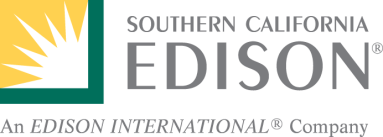 SOUTHERN CALIFORNIA
EDISON®
An EDISON INTERNATIONAL® Company